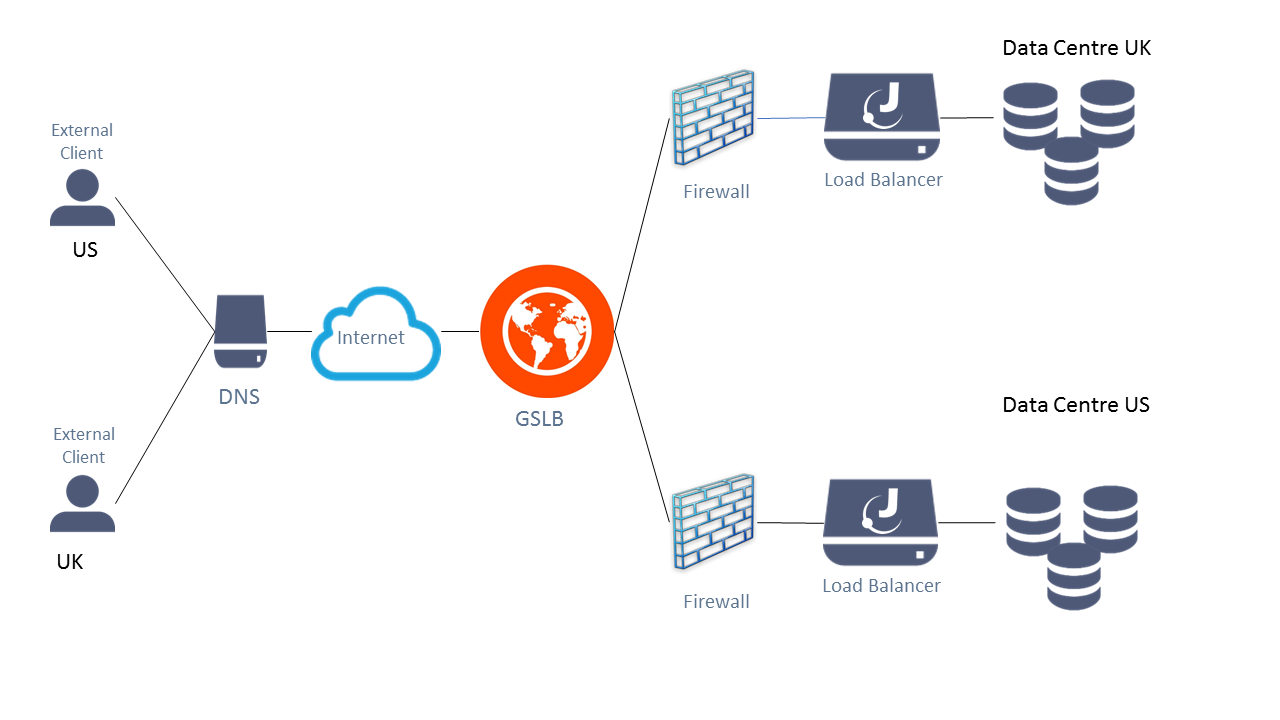 Data Centre UK
External
Client
US
Firewall
J
Load Balancer
Internet
DNS
GSLB
Data Centre US
External
Client
UK
Firewall
J
Load Balancer